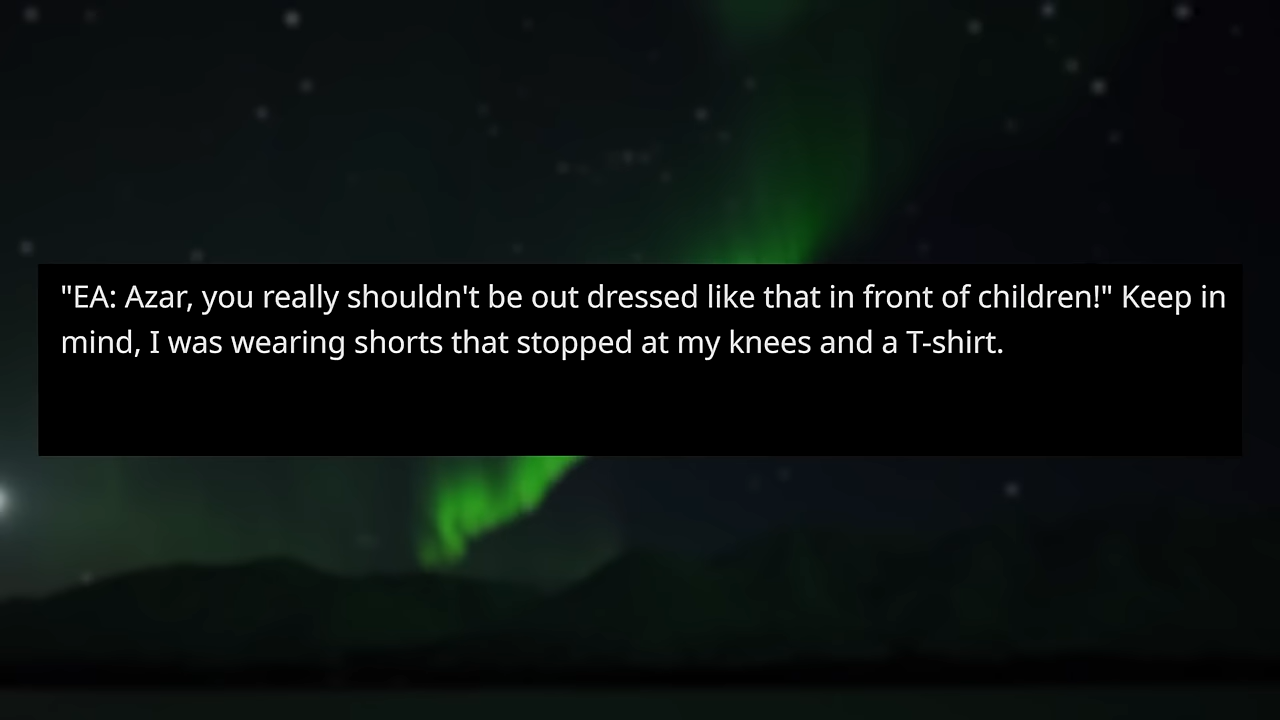 "EA: Azar, you really shouldn't be out dressed like that in front of children!" Keep in
mind, I was wearing shorts that stopped at my knees and a T-shirt.